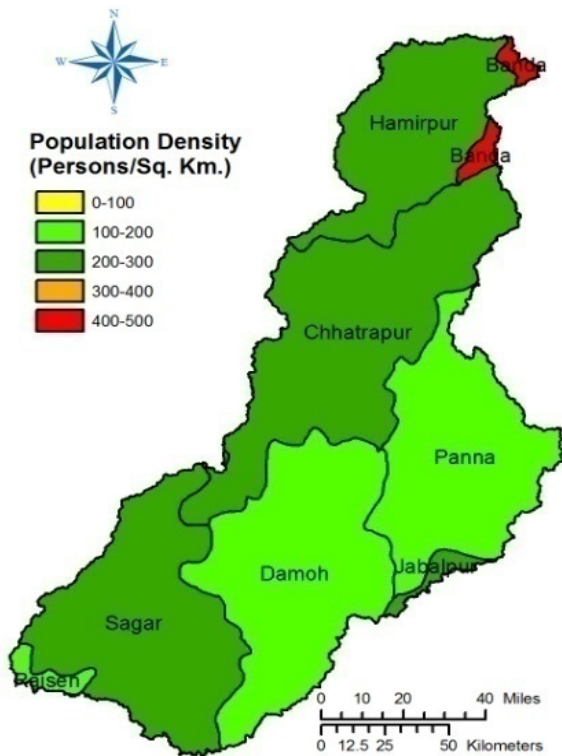 N
W E
S
Population Density
(Persons/Sq. Km.)
0-100
100-200
200-300
300-400
400-500
Banda
Hamirpur
Banda
Chhatrapur
Panna
Jabalpur
Damoh
Sagar
Raisen
0 10 20 40 Miles
0 12.5 25 50 Kilometers